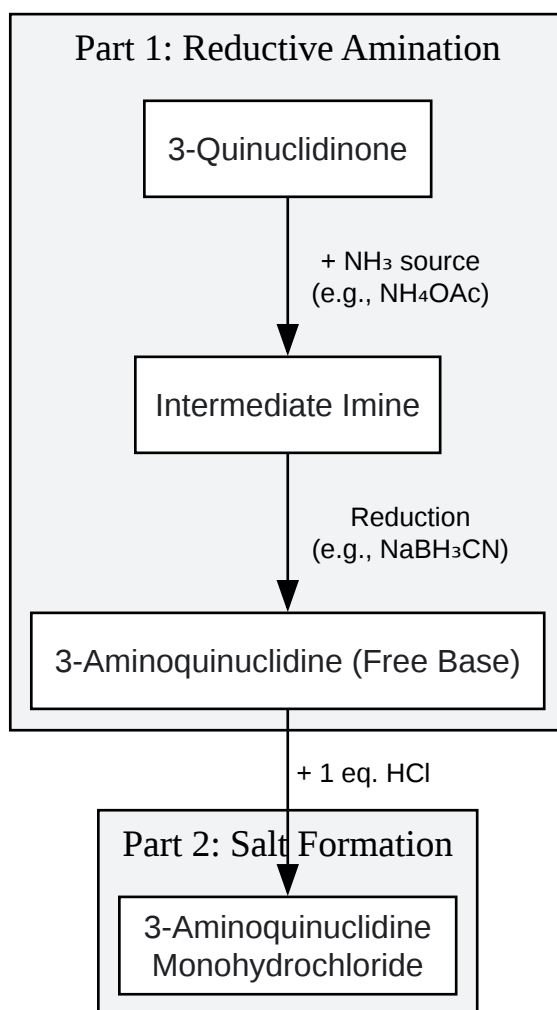 Part 1: Reductive Amination
3-Quinuclidinone
+ NH₃ source
(e.g., NH₄OAc)
Intermediate Imine
Reduction
(e.g., NaBH₃CN)
3-Aminoquinuclidine (Free Base)
+ 1 eq. HCl
Part 2: Salt Formation
3-Aminoquinuclidine
Monohydrochloride